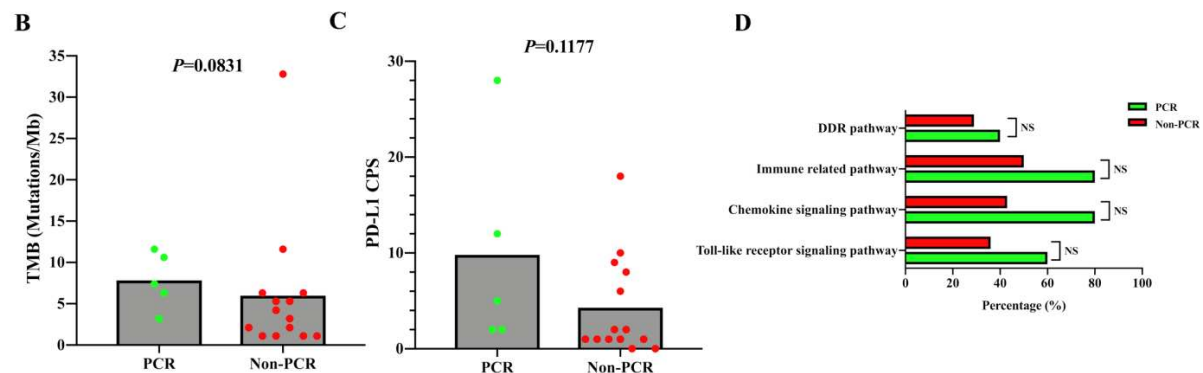 B
P=0.0831
TMB (Mutations/Mb)
35
30
25
20
15
10
5
0
PCR
Non-PCR
C
P=0.1177
PD-L1 CPS
30
20
10
0
PCR
Non-PCR
D
PCR
Non-PCR
DDR pathway
NS
Immune related pathway
NS
Chemokine signaling pathway
NS
Toll-like receptor signaling pathway
NS
0
20
40
60
80
100
Percentage (%)